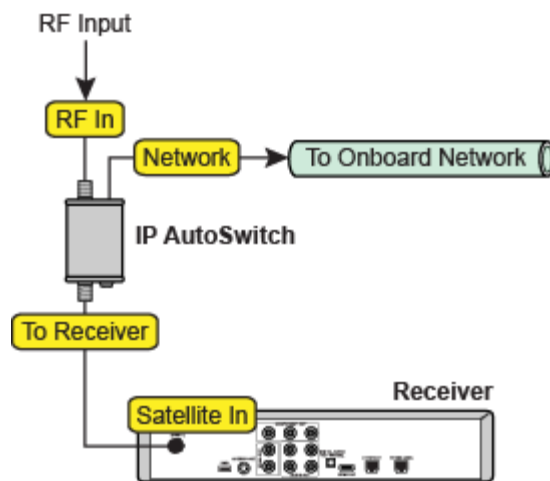 RF Input
RF In
Network
To Onboard Network
IP AutoSwitch
To Receiver
Receiver
Satellite In